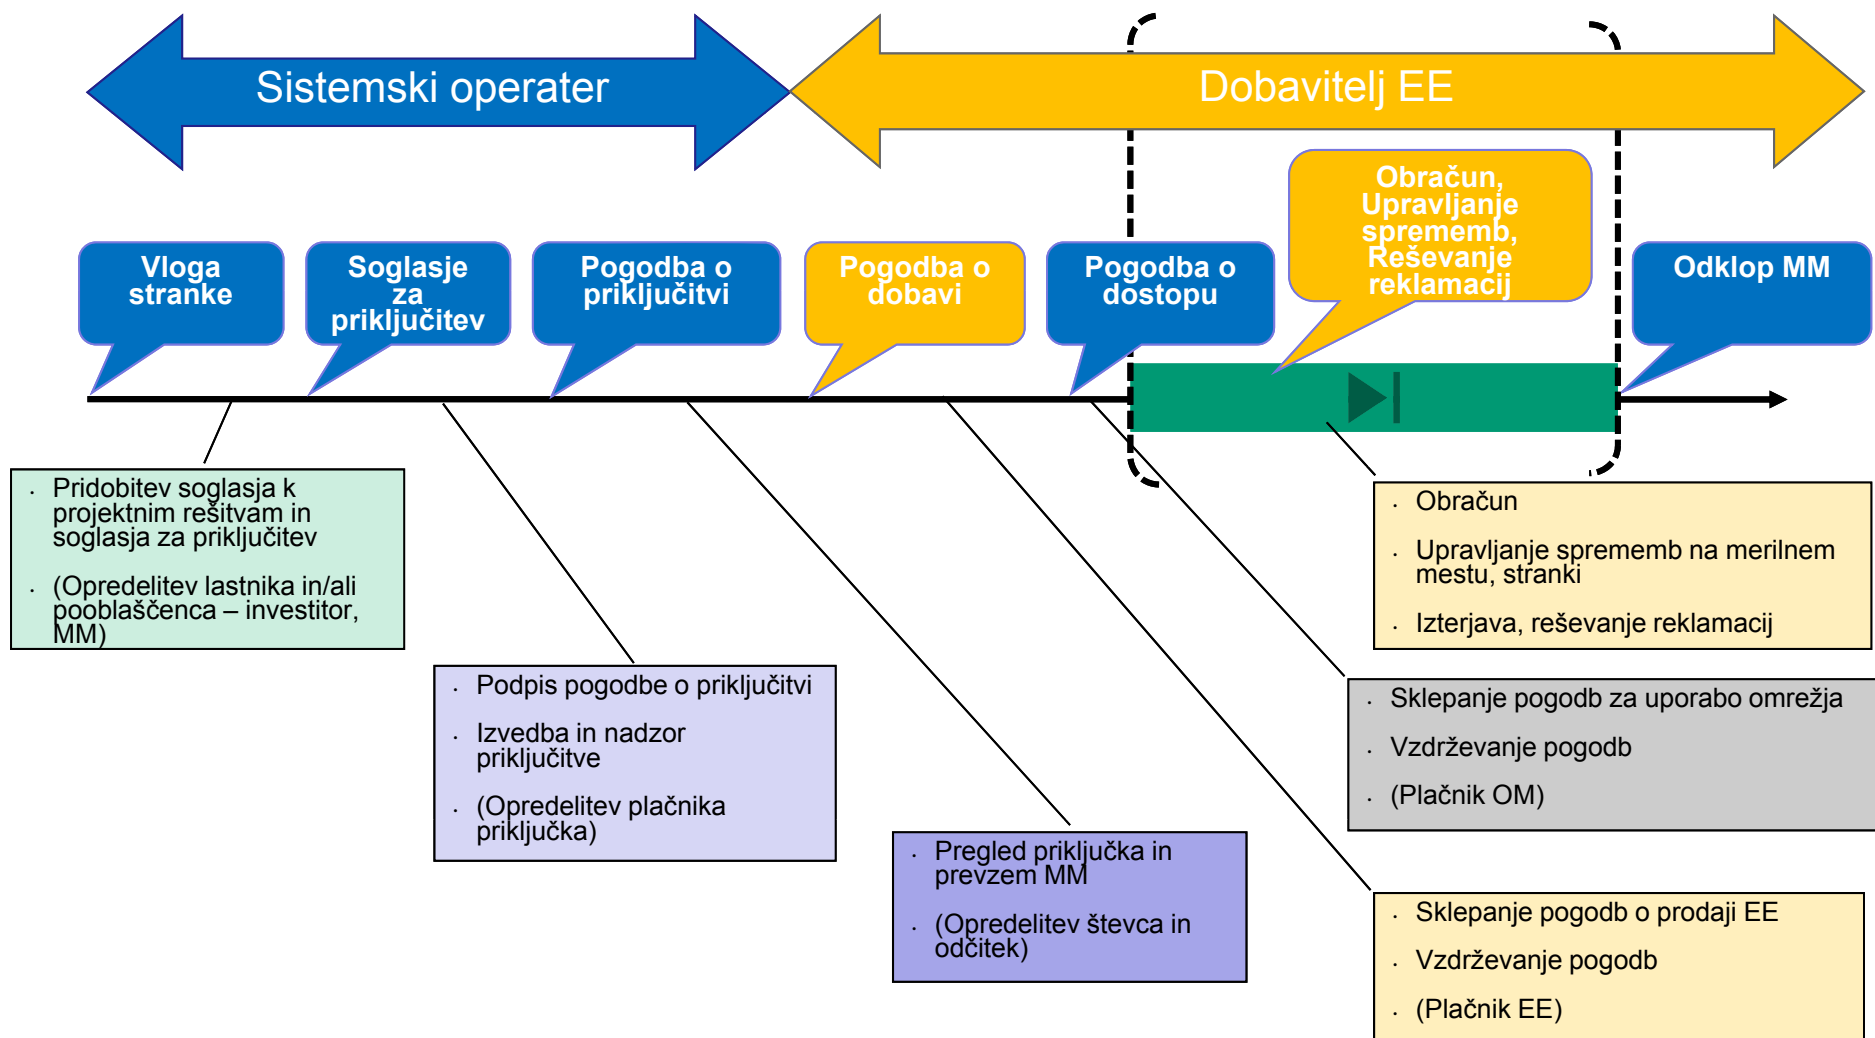 Sistemski operater
Dobavitelj EE
Vloga
stranke
Soglasje
za
priključitev
Pogodba o
priključitvi
Pogodba o
dobavi
Pogodba o
dostopu
Obračun,
Upravljanje
sprememb,
Reševanje
reklamacij
Odklop MM
· Pridobitev soglasja k
projektnim rešitvam in
soglasja za priključitev
· (Opredelitev lastnika in/ali
pooblaščenca – investitor,
MM)
· Podpis pogodbe o priključitvi
· Izvedba in nadzor
priključitve
· (Opredelitev plačnika
priključka)
· Pregled priključka in
prevzem MM
· (Opredelitev števca in
odčitek)
· Obračun
· Upravljanje sprememb na merilnem
mestu, stranki
· Izterjava, reševanje reklamacij
· Sklepanje pogodb za uporabo omrežja
· Vzdrževanje pogodb
· (Plačnik OM)
· Sklepanje pogodb o prodaji EE
· Vzdrževanje pogodb
· (Plačnik EE)